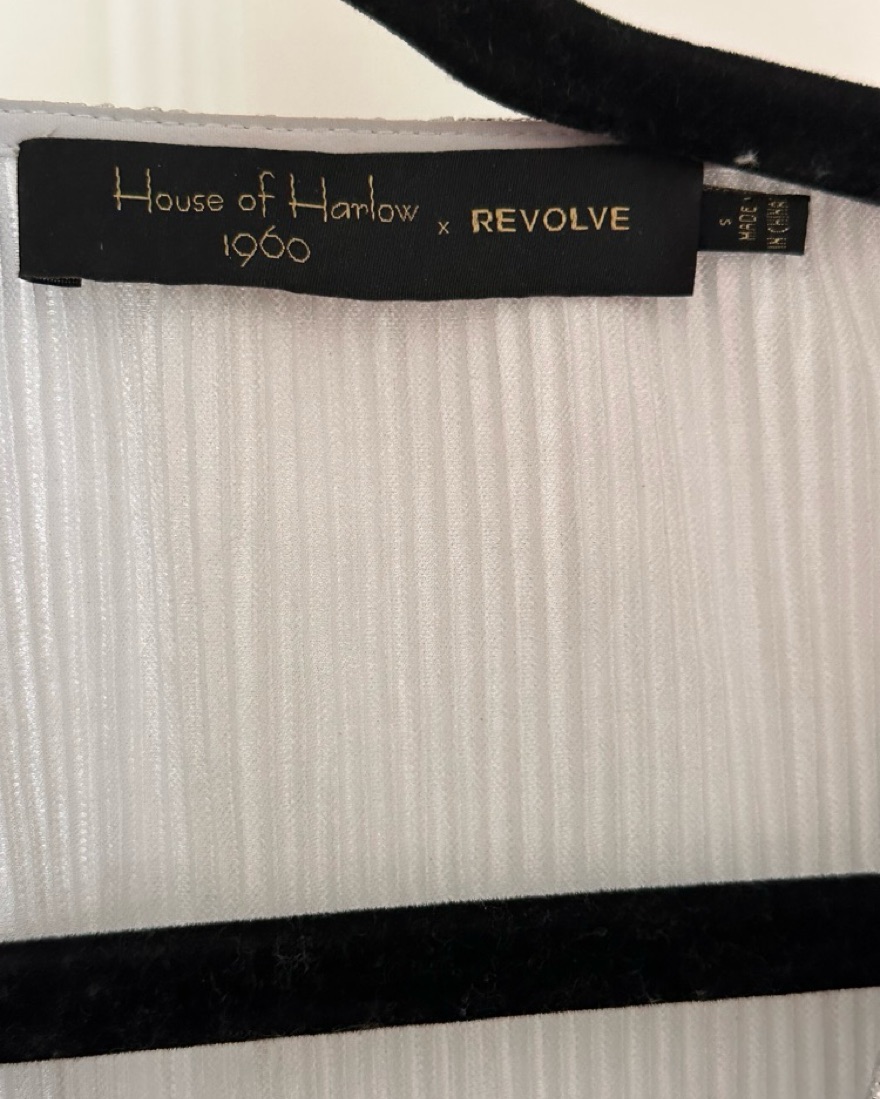 House of Harlow
1960
x REVOLVE
S
MADE
IN CHINA